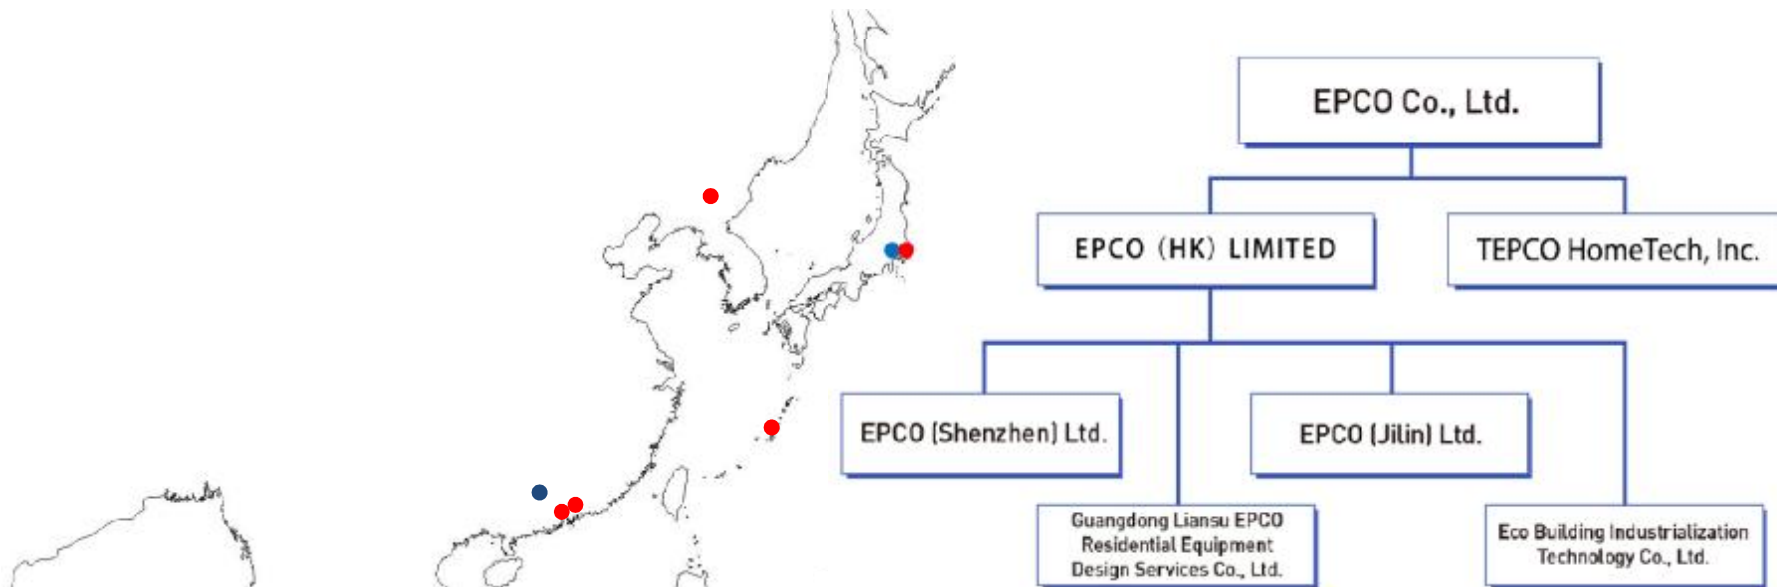 EPCO Co., Ltd.
EPCO (HK) LIMITED
TEPCO HomeTech, Inc.
EPCO (Shenzhen) Ltd.
EPCO (Jilin) Ltd.
Guangdong Liansu EPCO
Residential Equipment
Design Services Co., Ltd.
Eco Building Industrialization
Technology Co., Ltd.